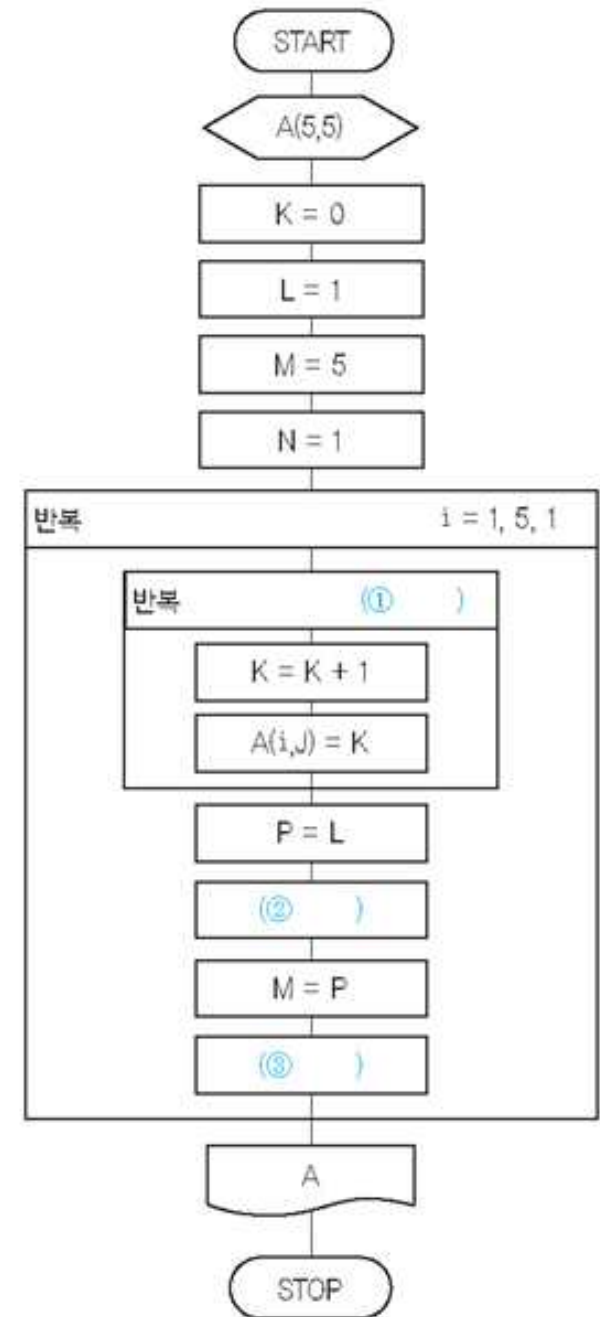 START
A(5,5)
K = 0
L = 1
M = 5
N = 1
반복 i = 1, 5, 1
반복 (① )
K = K + 1
A(i,J) = K
P = L
(② )
M = P
(③ )
A
STOP